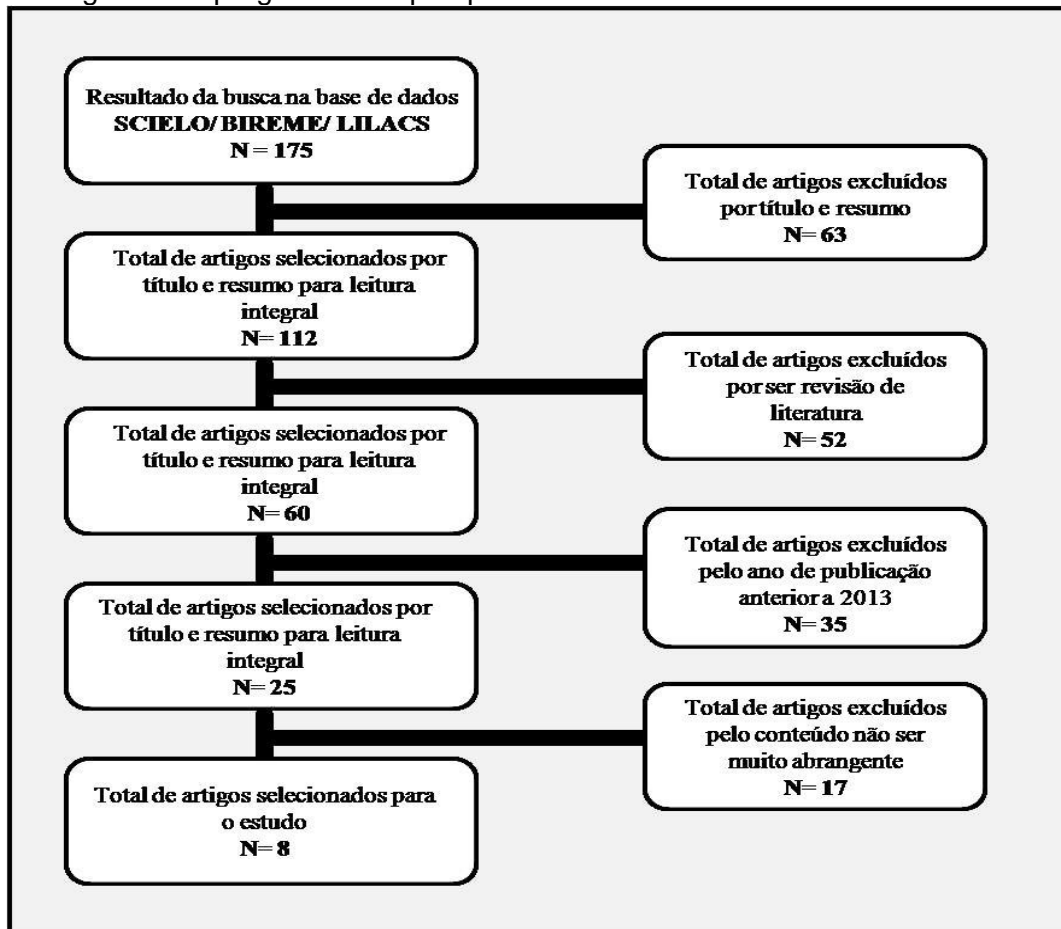 Resultado da busca na base de dados
SCIELO/ BIREME/ LILACS
N = 175
Total de artigos excluídos
por título e resumo
N= 63
Total de artigos selecionados por
título e resumo para leitura
integral
N= 112
Total de artigos excluídos
por ser revisão de
literatura
N= 52
Total de artigos selecionados por
título e resumo para leitura
integral
N= 60
Total de artigos excluídos
pelo ano de publicação
anterior a 2013
N= 35
Total de artigos selecionados por
título e resumo para leitura
integral
N= 25
Total de artigos excluídos
pelo conteúdo não ser
muito abrangente
N= 17
Total de artigos selecionados para
o estudo
N= 8